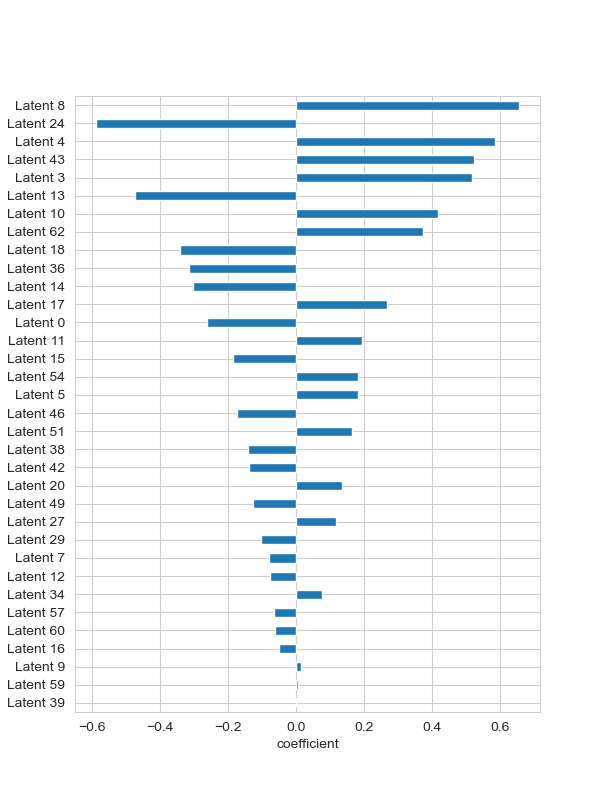 Latent 8
Latent 24
Latent 4
Latent 43
Latent 3
Latent 13
Latent 10
Latent 62
Latent 18
Latent 36
Latent 14
Latent 17
Latent 0
Latent 11
Latent 15
Latent 54
Latent 5
Latent 46
Latent 51
Latent 38
Latent 42
Latent 20
Latent 49
Latent 27
Latent 29
Latent 7
Latent 12
Latent 34
Latent 57
Latent 60
Latent 16
Latent 9
Latent 59
Latent 39
−0.6 −0.4 −0.2 0.0 0.2 0.4 0.6
coefficient